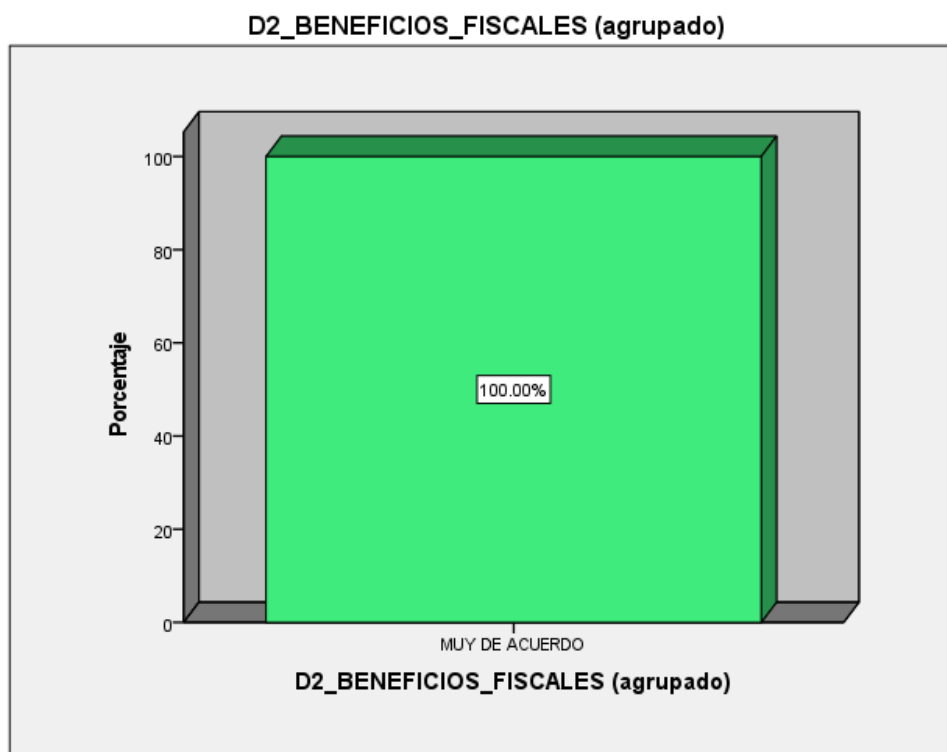 D2_BENEFICIOS_FISCALES (agrupado)
100
80
60
40
20
0
Porcentaje
100.00%
MUY DE ACUERDO
D2_BENEFICIOS_FISCALES (agrupado)